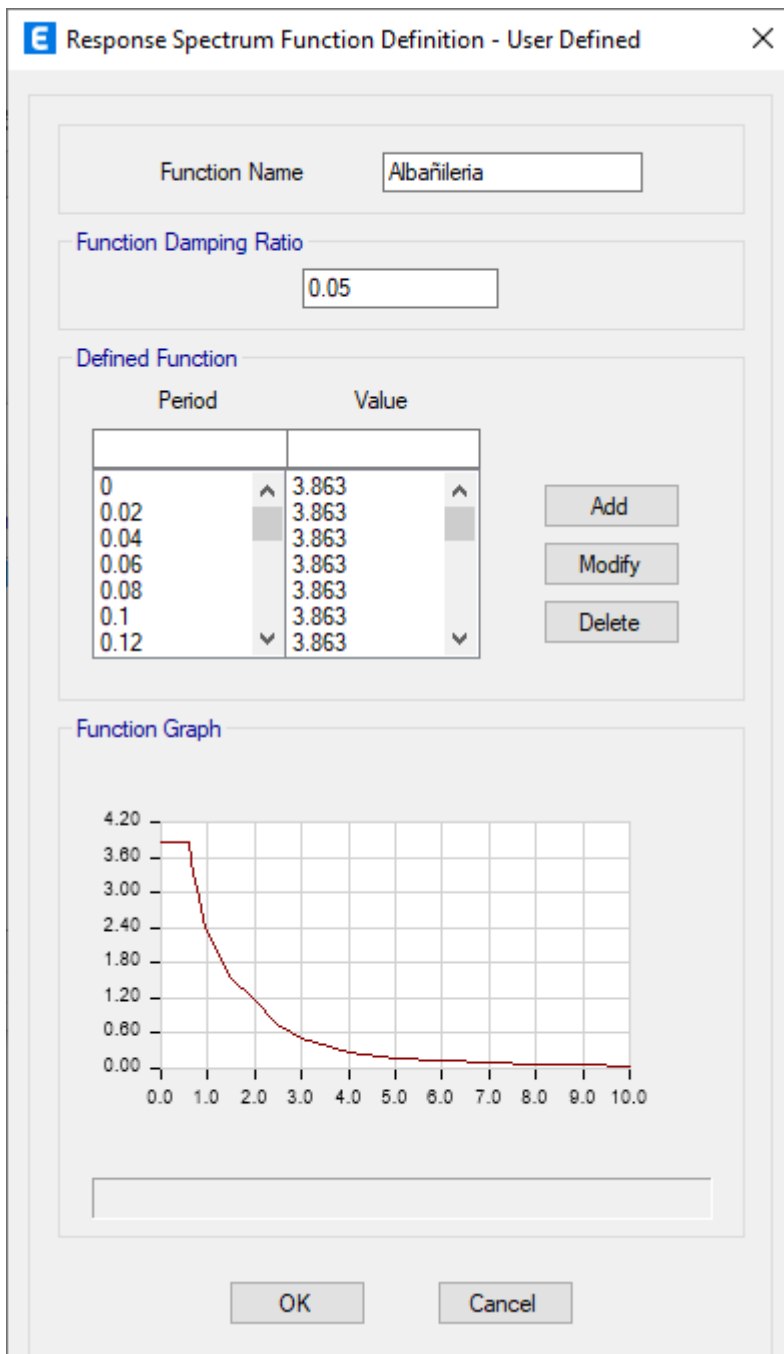 E Response Spectrum Function Definition - User Defined
Function Name Albañileria
Function Damping Ratio
0.05
Defined Function
Period Value
0 3.863
0.02 3.863
0.04 3.863
0.06 3.863
0.08 3.863
0.1 3.863
0.12 3.863
Add
Modify
Delete
Function Graph
4.20
3.60
3.00
2.40
1.80
1.20
0.60
0.00
0.0 1.0 2.0 3.0 4.0 5.0 6.0 7.0 8.0 9.0 10.0
OK Cancel